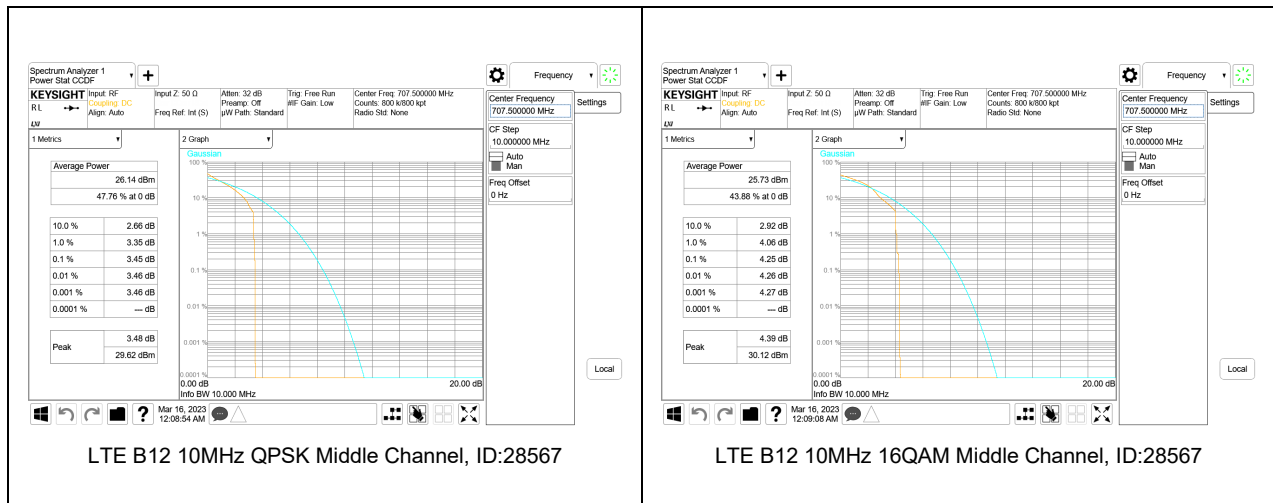 Spectrum Analyzer 1
Power Stat CCDF
Frequency
KEYSIGHT
RL
Input: RF
Coupling: DC
Align: Auto
Input Z: 50 Ω
Freq Ref: Int (S)
Atten: 32 dB
Preamp: Off
µW Path: Standard
Trig: Free Run
#IF Gain: Low
Center Freq: 707.500000 MHz
Counts: 800 k/800 kpt
Radio Std: None
Center Frequency
707.500000 MHz
Settings
CF Step
10.000000 MHz
Auto
Man
Freq Offset
0 Hz
Local
1 Metrics
Average Power
26.14 dBm
47.76 % at 0 dB
10.0 % 2.66 dB
1.0 % 3.35 dB
0.1 % 3.45 dB
0.01 % 3.46 dB
0.001 % 3.46 dB
0.0001 % --- dB
Peak
3.48 dB
29.62 dBm
2 Graph
Gaussian
100 %
10 %
1 %
0.1 %
0.01 %
0.001 %
0.0001 %
0.00 dB 20.00 dB
Info BW 10.000 MHz
?
Mar 16, 2023
12:08:54 AM
LTE B12 10MHz QPSK Middle Channel, ID:28567
Spectrum Analyzer 1
Power Stat CCDF
Frequency
KEYSIGHT
RL
Input: RF
Coupling: DC
Align: Auto
Input Z: 50 Ω
Freq Ref: Int (S)
Atten: 32 dB
Preamp: Off
µW Path: Standard
Trig: Free Run
#IF Gain: Low
Center Freq: 707.500000 MHz
Counts: 800 k/800 kpt
Radio Std: None
Center Frequency
707.500000 MHz
Settings
CF Step
10.000000 MHz
Auto
Man
Freq Offset
0 Hz
Local
1 Metrics
Average Power
25.73 dBm
43.88 % at 0 dB
10.0 % 2.92 dB
1.0 % 4.06 dB
0.1 % 4.25 dB
0.01 % 4.26 dB
0.001 % 4.27 dB
0.0001 % --- dB
Peak
4.39 dB
30.12 dBm
2 Graph
Gaussian
100 %
10 %
1 %
0.1 %
0.01 %
0.001 %
0.0001 %
0.00 dB 20.00 dB
Info BW 10.000 MHz
?
Mar 16, 2023
12:09:08 AM
LTE B12 10MHz 16QAM Middle Channel, ID:28567